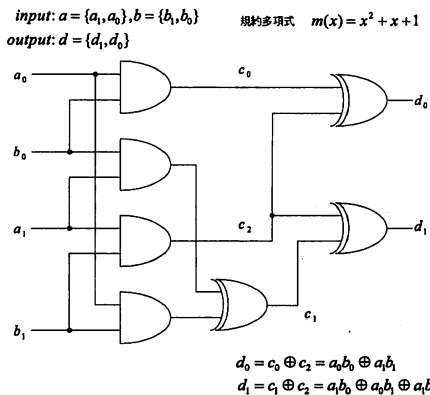 input: a = {a₁,a₀}, b = {b₁,b₀}
規約多項式 m(x) = x² + x + 1
output: d = {d₁,d₀}
a₀
c₀
d₀
b₀
a₁
c₂
d₁
b₁
c₁
d₀ = c₀ ⊕ c₂ = a₀b₀ ⊕ a₁b₁
d₁ = c₁ ⊕ c₂ = a₁b₀ ⊕ a₀b₁ ⊕ a₁b